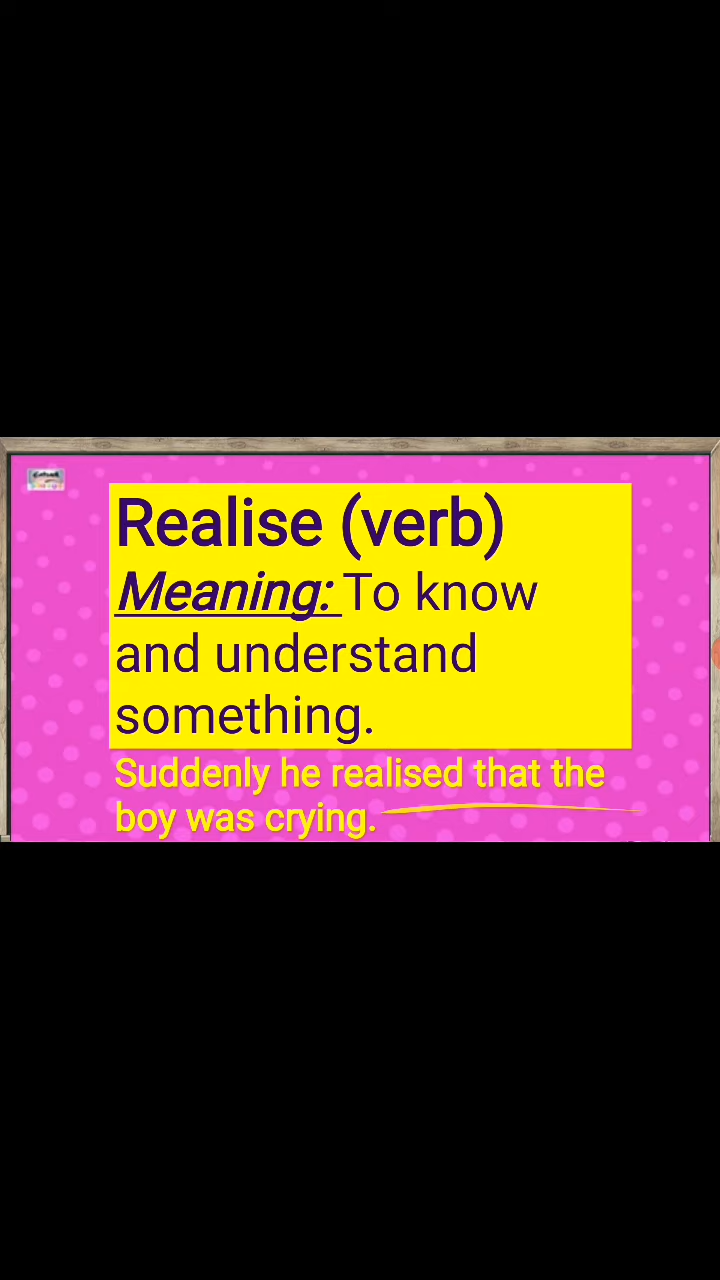 Realise (verb)
Meaning: To know
and understand
something.
Suddenly he realised that the
boy was crying.